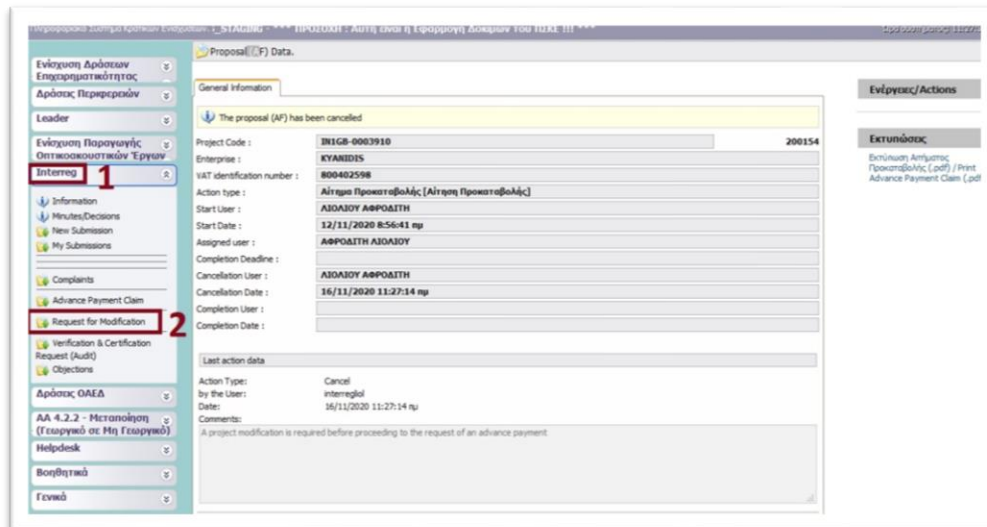 Πληροφοριακό Σύστημα Κρατικών Ενισχύσεων. (_STAGING - *** ΠΡΟΣΟΧΗ : Αυτή είναι η Εφαρμογή Δοκιμών του ΠΣΚΕ !!! ***
Proposal (AF) Data.
Ενίσχυση Δράσεων
Επιχειρηματικότητας
Δράσεις Περιφερειών
Leader
Ενίσχυση Παραγωγής
Οπτικοακουστικών Έργων
Interreg
1
Information
Minutes/Decisions
New Submission
My Submissions
Complaints
Advance Payment Claim
Request for Modification
2
Verification & Certification
Request (Audit)
Objections
Δράσεις ΟΑΕΔ
ΑΑ 4.2.2 - Μεταποίηση
(Γεωργικό σε Μη Γεωργικό)
Helpdesk
Βοηθητικά
Γενικά
General Information
The proposal (AF) has been cancelled
Project Code : IN1GB-0003910 200154
Enterprise : KYANIDIS
VAT identification number : 800402598
Action type : Αίτημα Προκαταβολής [Αίτηση Προκαταβολής]
Start User : ΛΙΟΛΙΟΥ ΑΦΡΟΔΙΤΗ
Start Date : 12/11/2020 8:56:41 πμ
Assigned user : ΑΦΡΟΔΙΤΗ ΛΙΟΛΙΟΥ
Completion Deadline :
Cancellation User : ΛΙΟΛΙΟΥ ΑΦΡΟΔΙΤΗ
Cancellation Date : 16/11/2020 11:27:14 πμ
Completion User :
Completion Date :
Last action data
Action Type: Cancel
by the User: interregliol
Date: 16/11/2020 11:27:14 πμ
Comments:
A project modification is required before proceeding to the request of an advance payment
Ενέργειες/Actions
Εκτυπώσεις
Εκτύπωση Αιτήματος
Προκαταβολής (.pdf) / Print
Advance Payment Claim (.pdf